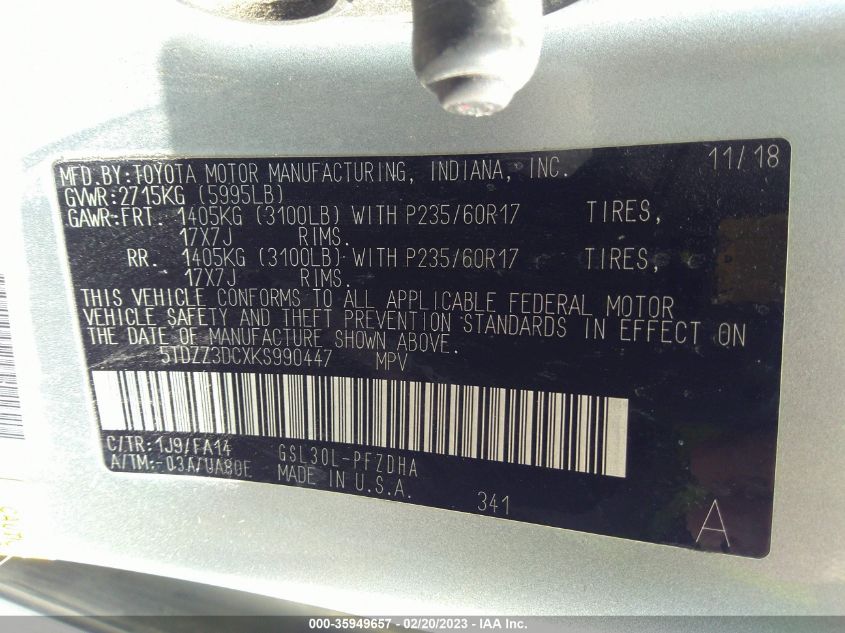 MFD.BY:TOYOTA MOTOR MANUFACTURING, INDIANA, INC. 11/18
GVWR:2715KG (5995LB)
GAWR:FRT. 1405KG (3100LB) WITH P235/60R17 TIRES,
17X7J RIMS.
RR. 1405KG (3100LB) WITH P235/60R17 TIRES,
17X7J RIMS.
THIS VEHICLE CONFORMS TO ALL APPLICABLE FEDERAL MOTOR
VEHICLE SAFETY AND THEFT PREVENTION STANDARDS IN EFFECT ON
THE DATE OF MANUFACTURE SHOWN ABOVE.
5TDZZ3DCXKS990447 MPV
C/TR:1J9/FA14 GSL30L-PFZDHA
A/TM:-03A/UA80E MADE IN U.S.A.
341 A
000-35949657 - 02/20/2023 - © IAA Inc.